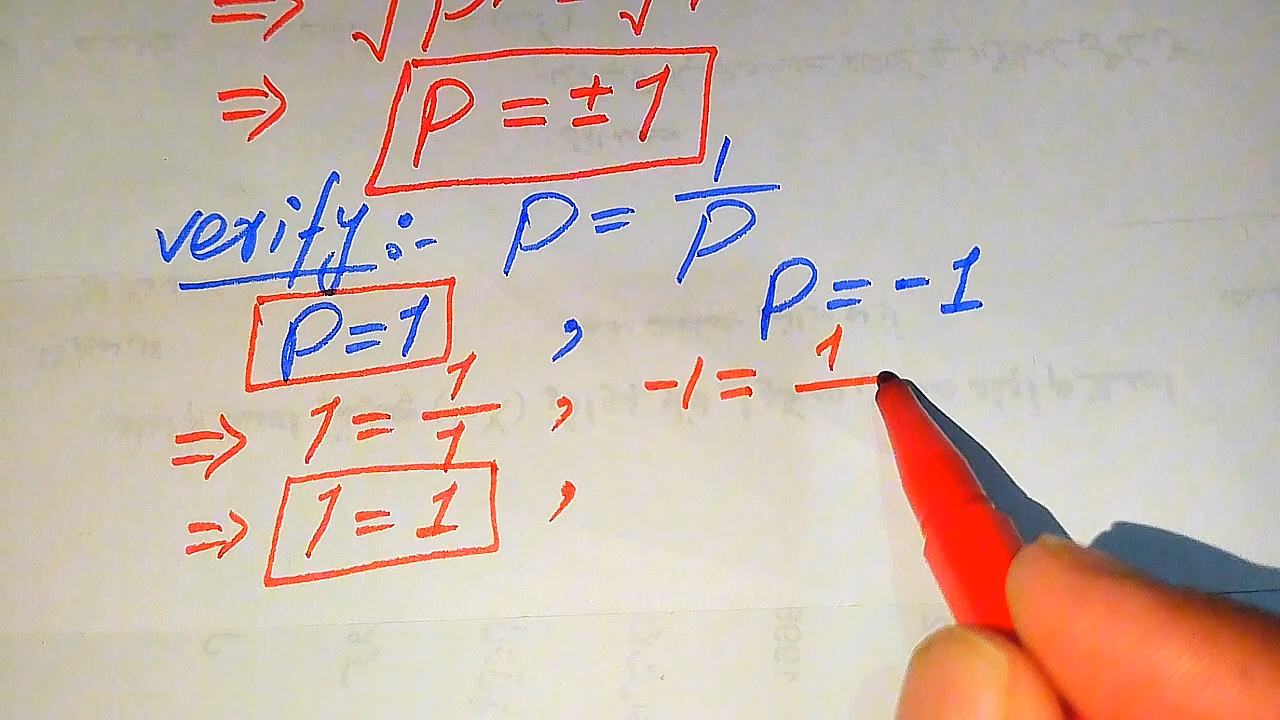 ⇒ P = ±1
verify :- P = 1/P
P=1 , P = -1
⇒ 1 = 1/1 , -1 = 1/
⇒ 1 = 1 ,